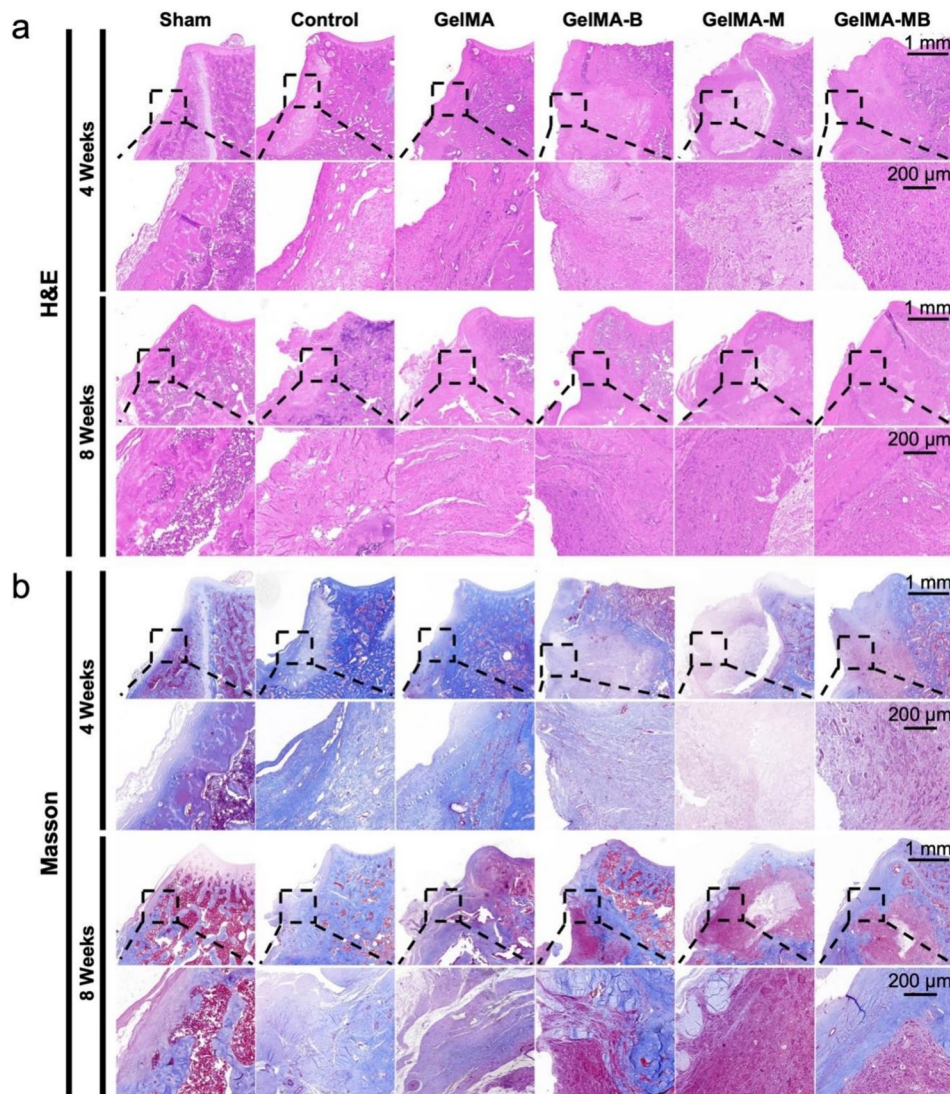 a
Sham Control GelMA GelMA-B GelMA-M GelMA-MB
H&E
4 Weeks
1 mm
200 µm
8 Weeks
1 mm
200 µm
b
Masson
4 Weeks
1 mm
200 µm
8 Weeks
1 mm
200 µm